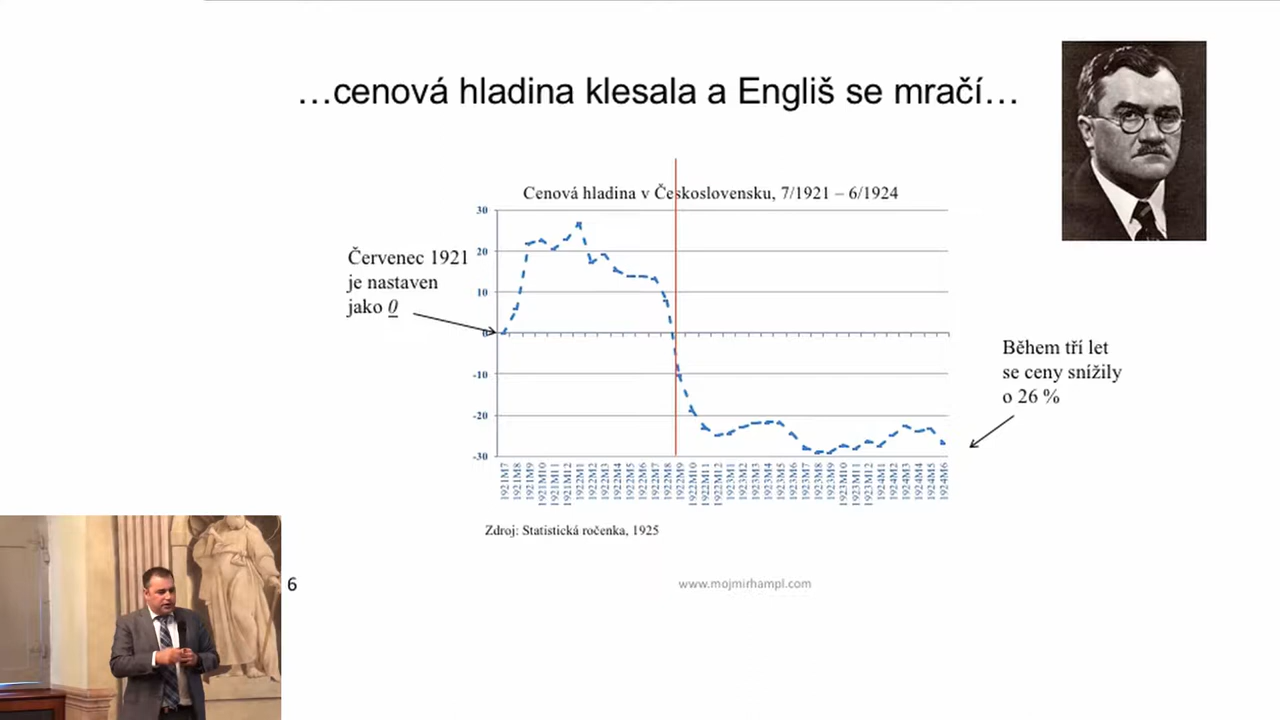 …cenová hladina klesala a Engliš se mračí…
Cenová hladina v Československu, 7/1921 – 6/1924
Červenec 1921
je nastaven
jako 0
30
20
10
0
-10
-20
-30
1921M7
1921M8
1921M9
1921M10
1921M11
1921M12
1922M1
1922M2
1922M3
1922M4
1922M5
1922M6
1922M7
1922M8
1922M9
1922M10
1922M11
1922M12
1923M1
1923M2
1923M3
1923M4
1923M5
1923M6
1923M7
1923M8
1923M9
1923M10
1923M11
1923M12
1924M1
1924M2
1924M3
1924M4
1924M5
1924M6
Během tří let
se ceny snížily
o 26 %
Zdroj: Statistická ročenka, 1925
6
www.mojmirhampl.com